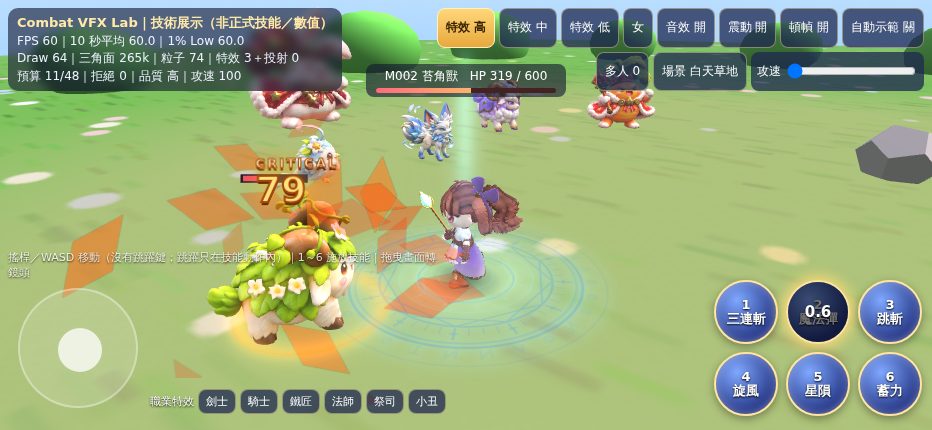 Combat VFX Lab｜技術展示（非正式技能／數值）
FPS 60｜10 秒平均 60.0｜1% Low 60.0
Draw 64｜三角面 265k｜粒子 74｜特效 3＋投射 0
預算 11/48｜拒絕 0｜品質 高｜攻速 100
特效 高
特效 中
特效 低
女
音效 開
震動 開
頓幀 開
自動示範 關
多人 0
場景 白天草地
攻速
M002 苔角獸 HP 319 / 600
CRITICAL
79
搖桿／WASD 移動（沒有跳躍鍵；跳躍只在技能動作內）｜1～6 施放技能｜拖曳畫面轉
鏡頭
1
三連斬
2
魔法彈
0.6
3
跳斬
4
旋風
5
星隕
6
蓄力
職業特效
劍士
騎士
鐵匠
法師
祭司
小丑